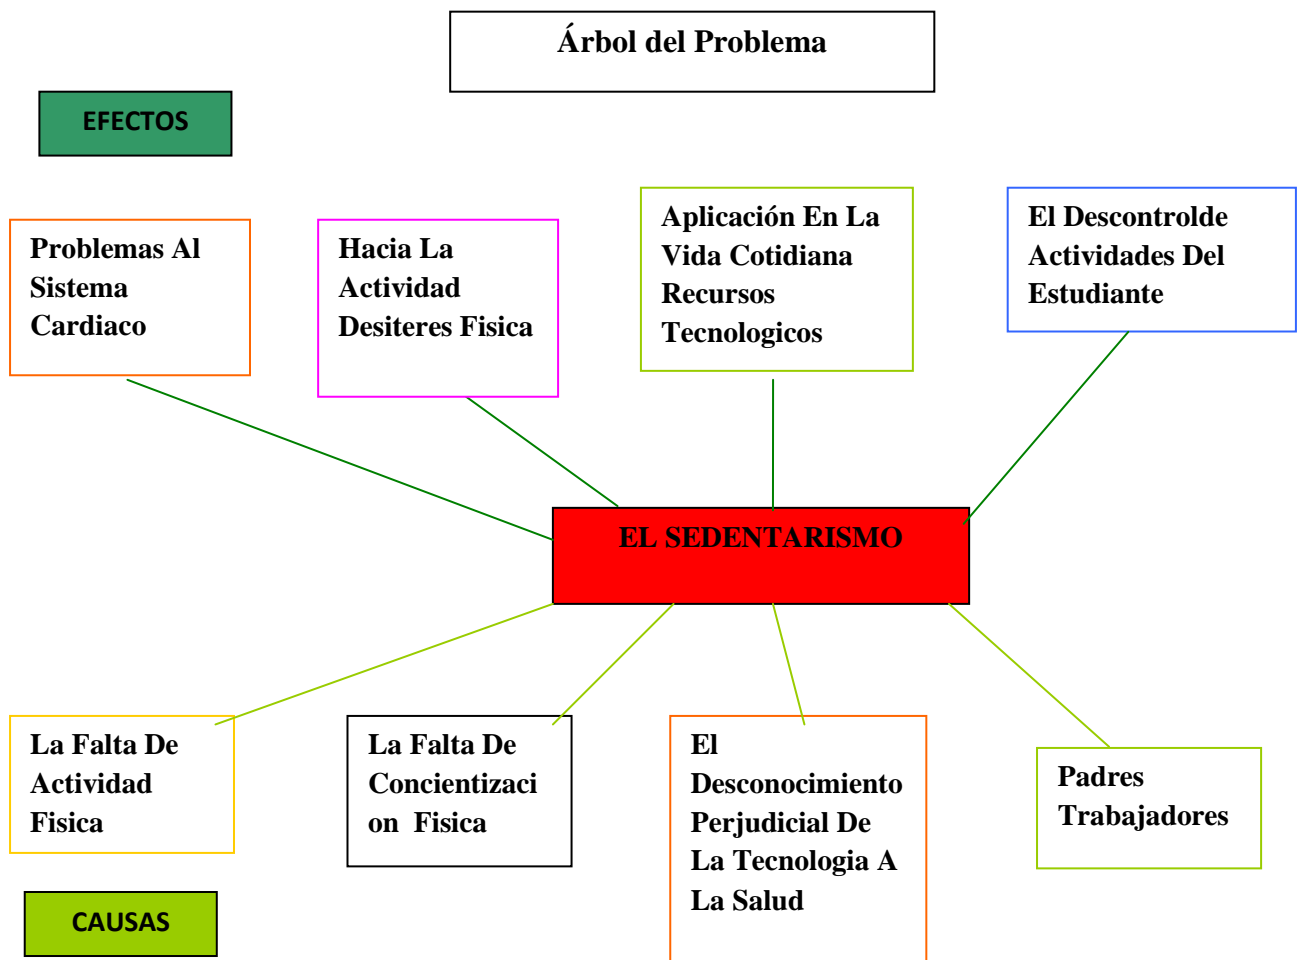 Árbol del Problema
EFECTOS
Problemas Al
Sistema
Cardiaco
Hacia La
Actividad
Desiteres Fisica
Aplicación En La
Vida Cotidiana
Recursos
Tecnologicos
El Descontrolde
Actividades Del
Estudiante
EL SEDENTARISMO
La Falta De
Actividad
Fisica
La Falta De
Concientizaci
on Fisica
El
Desconocimiento
Perjudicial De
La Tecnologia A
La Salud
Padres
Trabajadores
CAUSAS